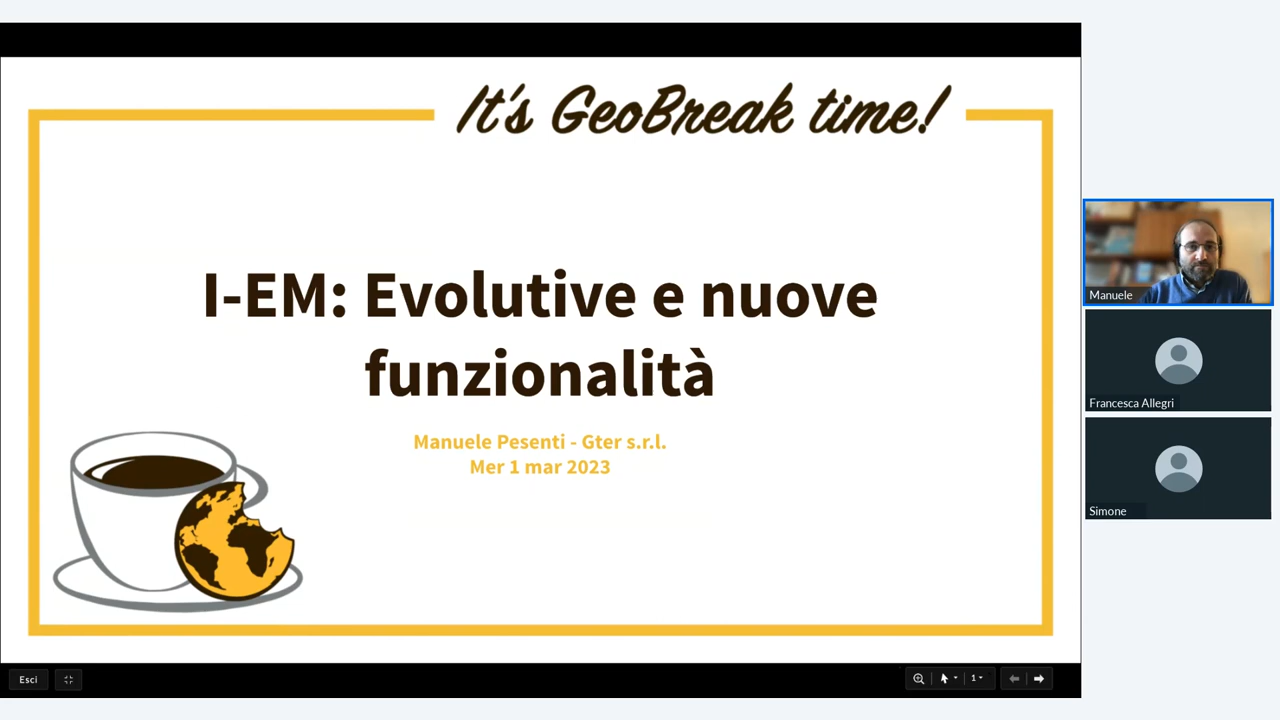 It's GeoBreak time!
I-EM: Evolutive e nuove
funzionalità
Manuele Pesenti - Gter s.r.l.
Mer 1 mar 2023
Manuele
Francesca Allegri
Simone
Esci
1